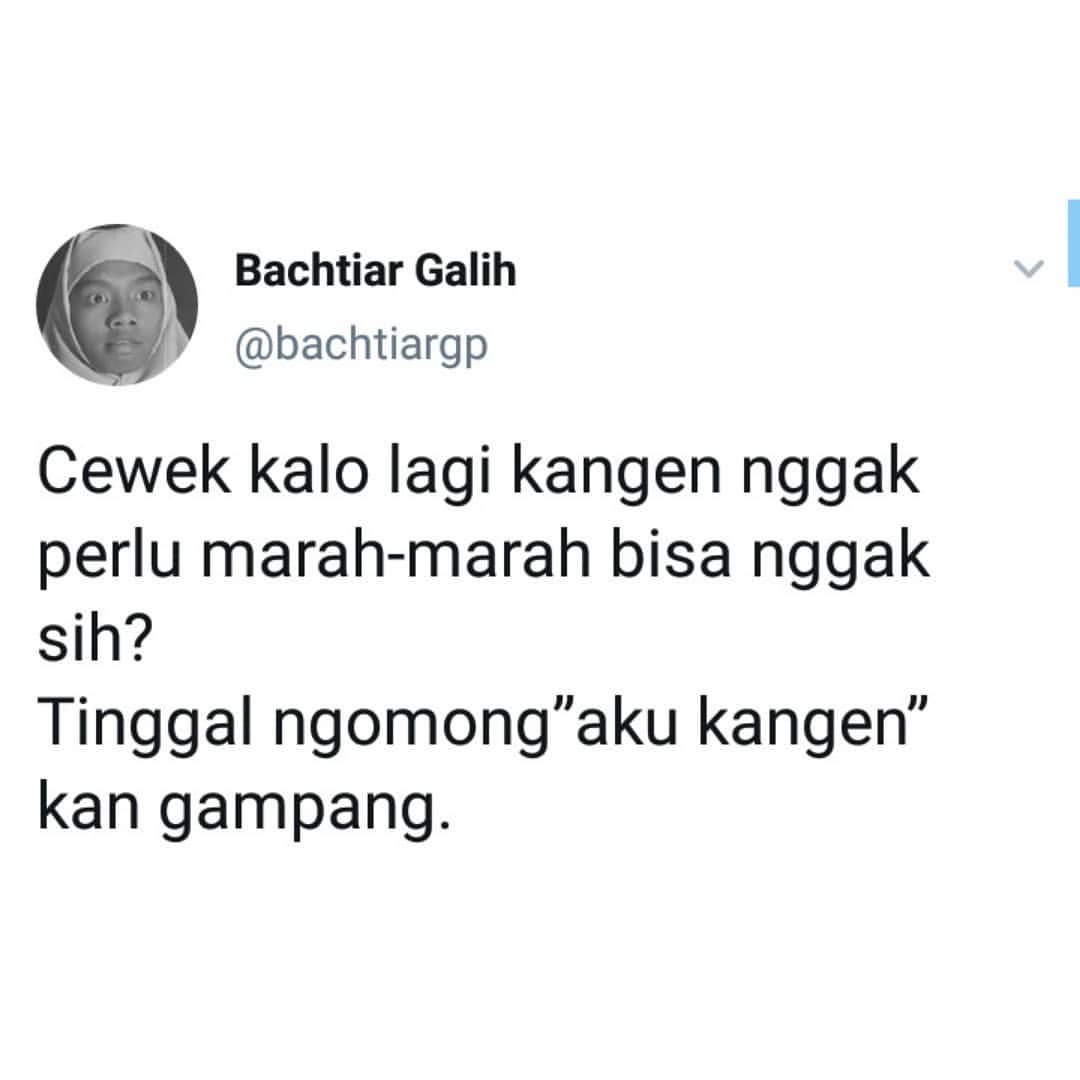 Bachtiar Galih
@bachtiargp
Cewek kalo lagi kangen nggak
perlu marah-marah bisa nggak
sih?
Tinggal ngomong”aku kangen”
kan gampang.